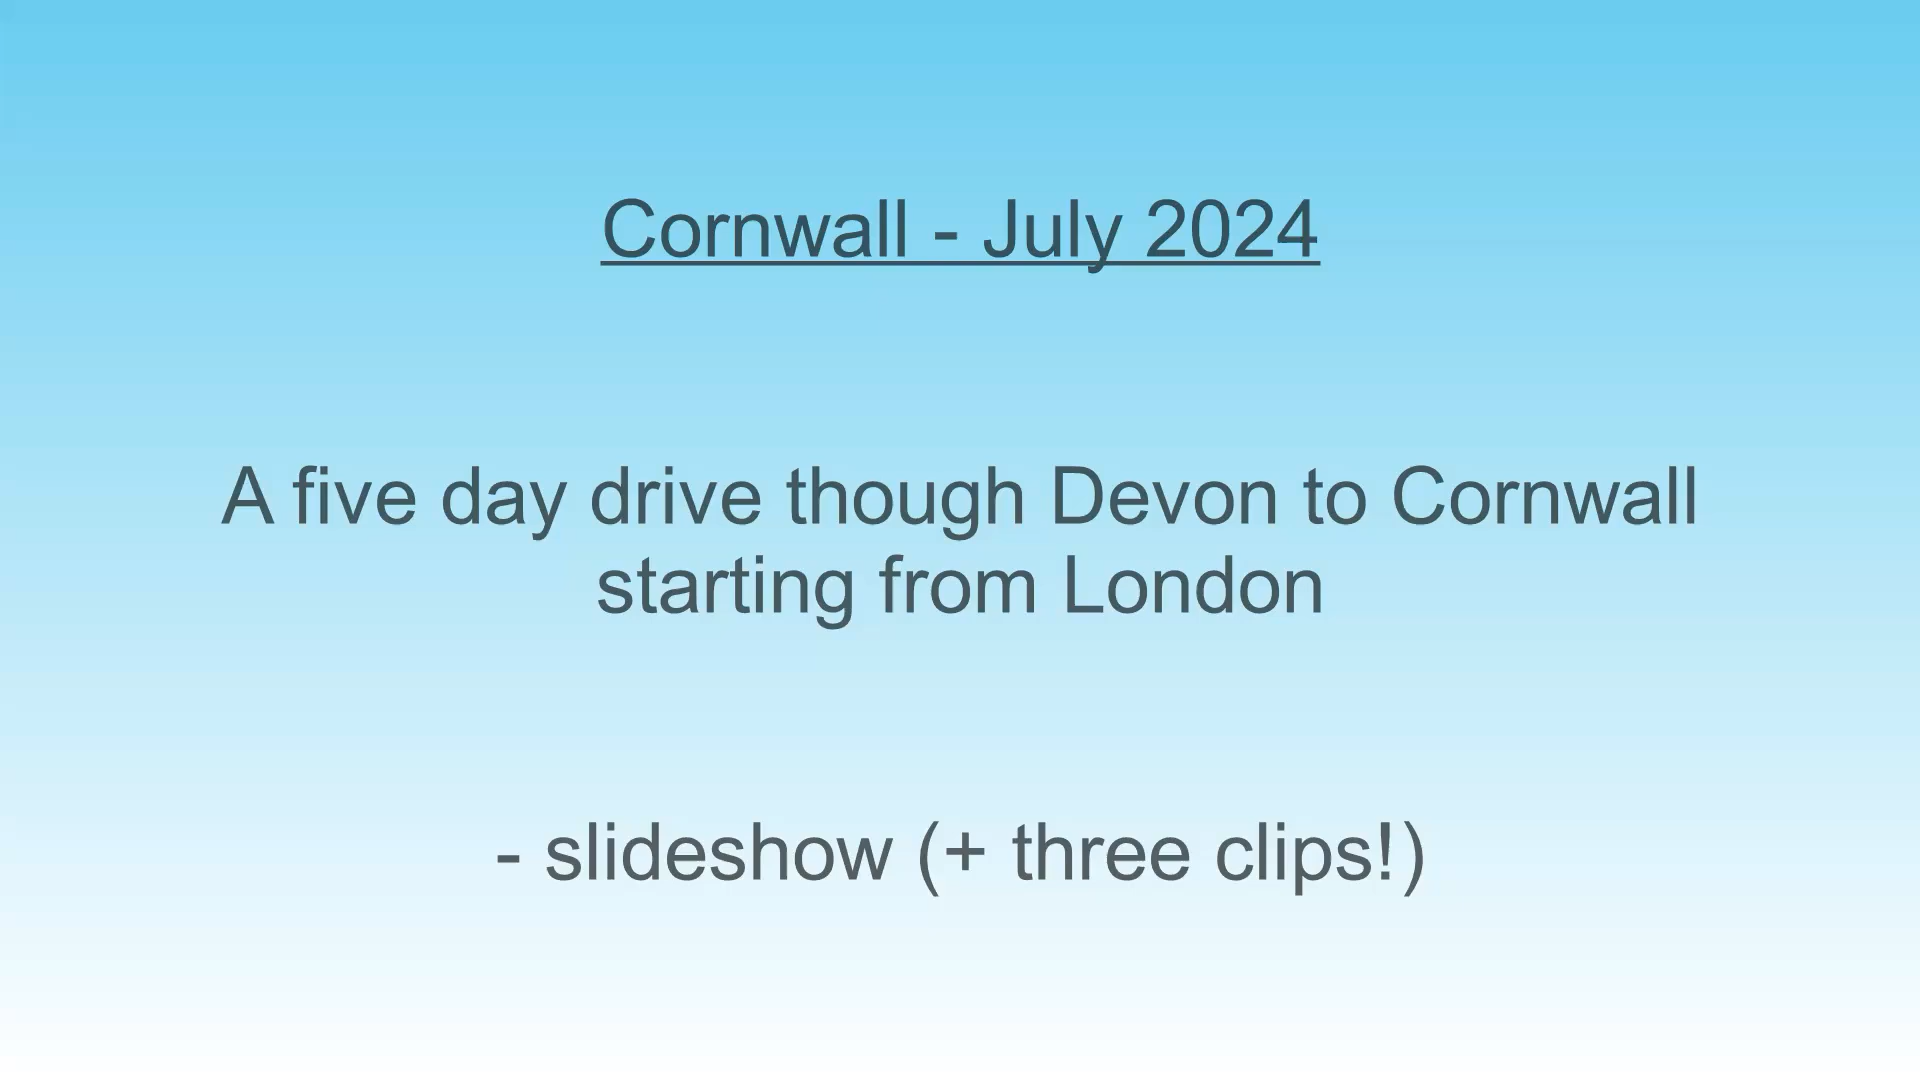 Cornwall - July 2024
A five day drive though Devon to Cornwall
starting from London
- slideshow (+ three clips!)